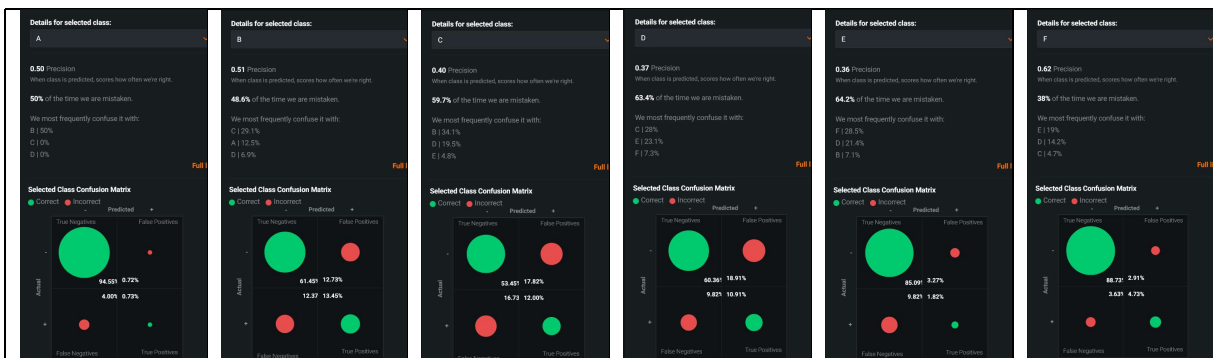 Details for selected class:
A
0.50 Precision
When class is predicted, scores how often we're right.
50% of the time we are mistaken.
We most frequently confuse it with:
B | 50%
C | 0%
D | 0%
Full l
Selected Class Confusion Matrix
Correct Incorrect
- Predicted +
True Negatives False Positives
-
94.55% 0.72%
Actual
4.00% 0.73%
+
False Negatives True Positives
Details for selected class:
B
0.51 Precision
When class is predicted, scores how often we're right.
48.6% of the time we are mistaken.
We most frequently confuse it with:
C | 29.1%
A | 12.5%
D | 6.9%
Full l
Selected Class Confusion Matrix
Correct Incorrect
- Predicted +
True Negatives False Positives
-
61.45% 12.73%
Actual
12.37 13.45%
+
False Negatives True Positives
Details for selected class:
C
0.40 Precision
When class is predicted, scores how often we're right.
59.7% of the time we are mistaken.
We most frequently confuse it with:
B | 34.1%
D | 19.5%
E | 4.8%
Full l
Selected Class Confusion Matrix
Correct Incorrect
- Predicted +
True Negatives False Positives
-
53.45% 17.82%
Actual
16.73 12.00%
+
False Negatives True Positives
Details for selected class:
D
0.37 Precision
When class is predicted, scores how often we're right.
63.4% of the time we are mistaken.
We most frequently confuse it with:
C | 28%
E | 23.1%
F | 7.3%
Full l
Selected Class Confusion Matrix
Correct Incorrect
- Predicted +
True Negatives False Positives
-
60.36% 18.91%
Actual
9.82% 10.91%
+
False Negatives True Positives
Details for selected class:
E
0.36 Precision
When class is predicted, scores how often we're right.
64.2% of the time we are mistaken.
We most frequently confuse it with:
F | 28.5%
D | 21.4%
B | 7.1%
Full l
Selected Class Confusion Matrix
Correct Incorrect
- Predicted +
True Negatives False Positives
-
85.09% 3.27%
Actual
9.82% 1.82%
+
False Negatives True Positives
Details for selected class:
F
0.62 Precision
When class is predicted, scores how often we're right.
38% of the time we are mistaken.
We most frequently confuse it with:
E | 19%
D | 14.2%
C | 4.7%
Full l
Selected Class Confusion Matrix
Correct Incorrect
- Predicted +
True Negatives False Positives
-
88.73% 2.91%
Actual
3.63% 4.73%
+
False Negatives True Positives